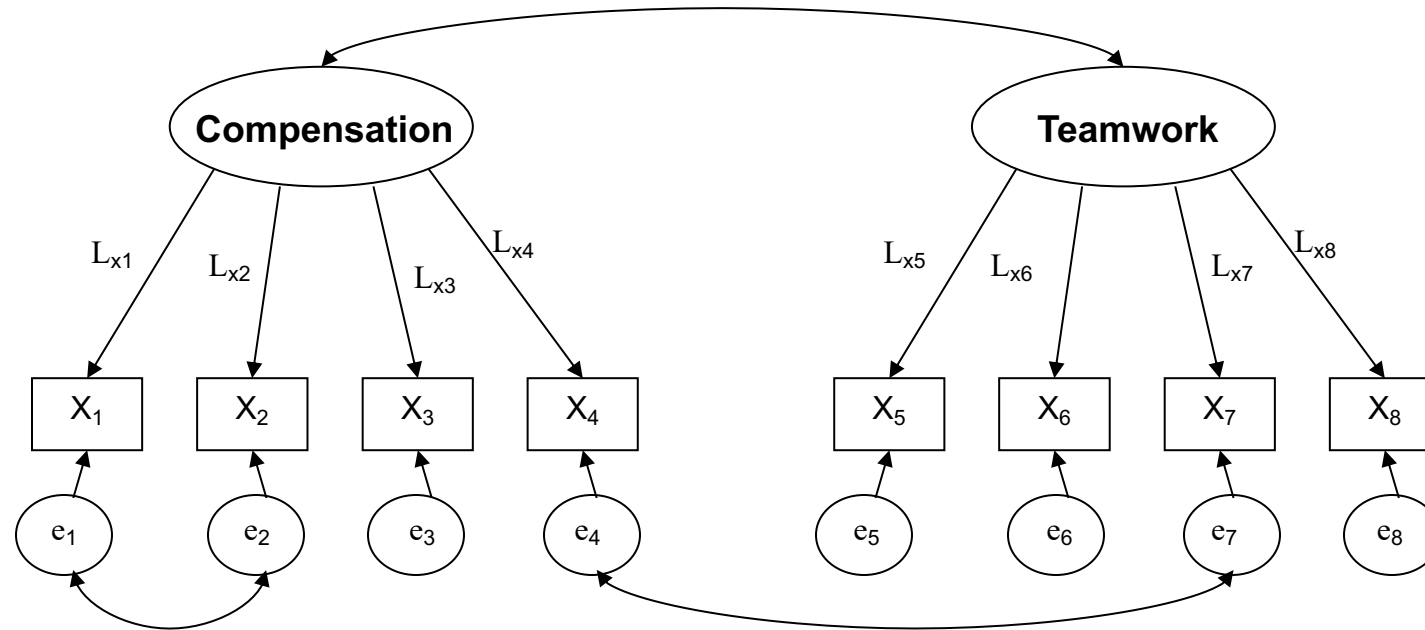 Compensation Teamwork
Lx1 Lx2 Lx3 Lx4 Lx5 Lx6 Lx7 Lx8
X1 X2 X3 X4 X5 X6 X7 X8
e1 e2 e3 e4 e5 e6 e7 e8